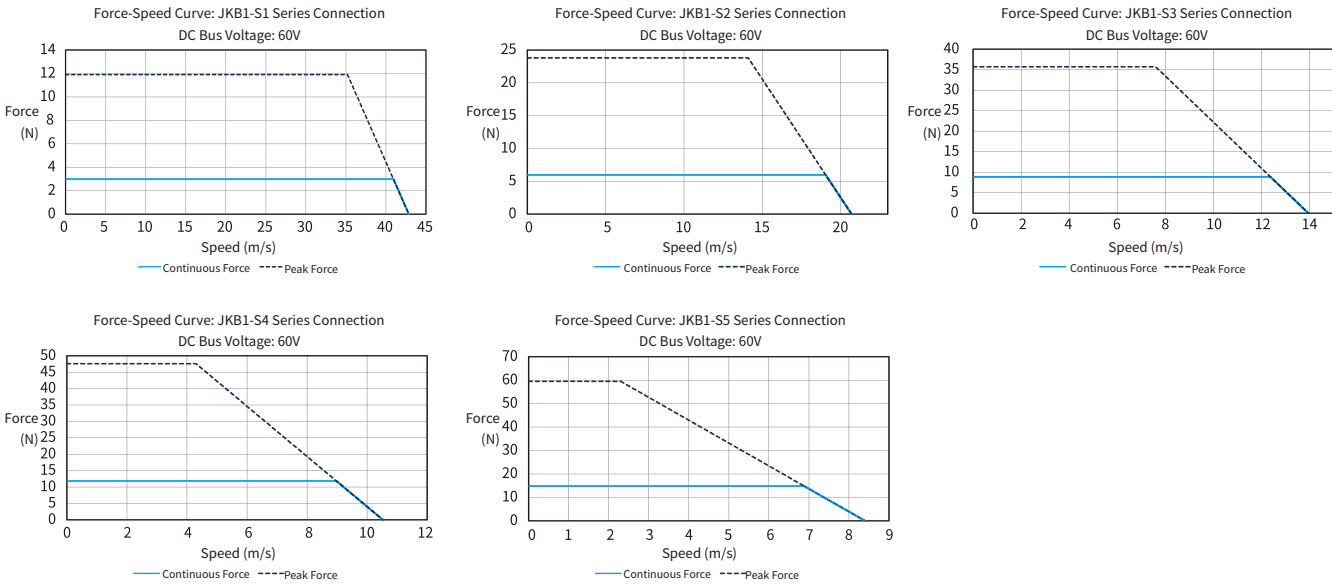 Force-Speed Curve: JKB1-S1 Series Connection
DC Bus Voltage: 60V
14
12
10
8
6
4
2
0
Force
(N)
0 5 10 15 20 25 30 35 40 45
Speed (m/s)
Continuous Force Peak Force
Force-Speed Curve: JKB1-S2 Series Connection
DC Bus Voltage: 60V
25
20
15
10
5
0
Force
(N)
0 5 10 15 20
Speed (m/s)
Continuous Force Peak Force
Force-Speed Curve: JKB1-S3 Series Connection
DC Bus Voltage: 60V
40
35
30
25
20
15
10
5
0
Force
(N)
0 2 4 6 8 10 12 14
Speed (m/s)
Continuous Force Peak Force
Force-Speed Curve: JKB1-S4 Series Connection
DC Bus Voltage: 60V
50
45
40
35
30
25
20
15
10
5
0
Force
(N)
0 2 4 6 8 10 12
Speed (m/s)
Continuous Force Peak Force
Force-Speed Curve: JKB1-S5 Series Connection
DC Bus Voltage: 60V
70
60
50
40
30
20
10
0
Force
(N)
0 1 2 3 4 5 6 7 8 9
Speed (m/s)
Continuous Force Peak Force